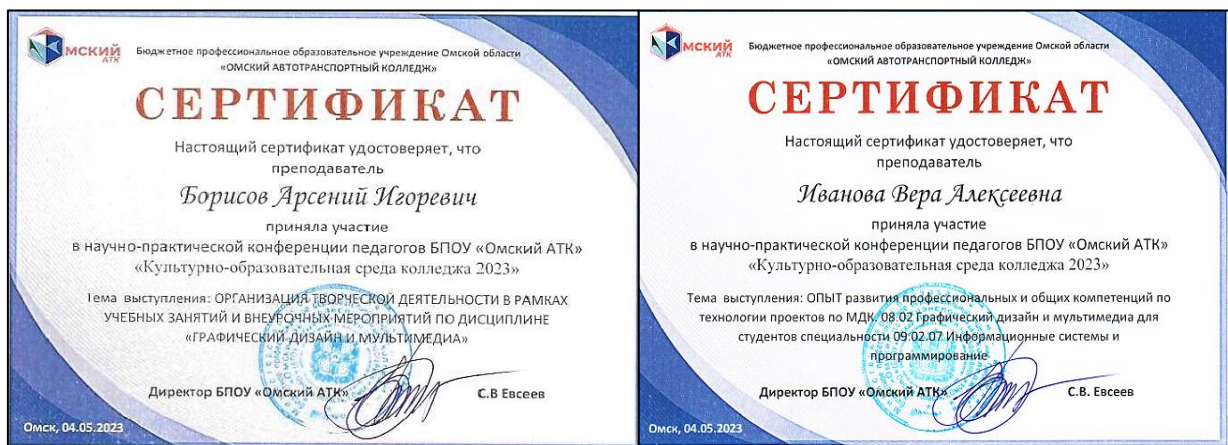 ОМСКИЙ
АТК
Бюджетное профессиональное образовательное учреждение Омской области
«ОМСКИЙ АВТОТРАНСПОРТНЫЙ КОЛЛЕДЖ»
СЕРТИФИКАТ
Настоящий сертификат удостоверяет, что
преподаватель
Борисов Арсений Игоревич
приняла участие
в научно-практической конференции педагогов БПОУ «Омский АТК»
«Культурно-образовательная среда колледжа 2023»
Тема выступления: ОРГАНИЗАЦИЯ ТВОРЧЕСКОЙ ДЕЯТЕЛЬНОСТИ В РАМКАХ
УЧЕБНЫХ ЗАНЯТИЙ И ВНЕУРОЧНЫХ МЕРОПРИЯТИЙ ПО ДИСЦИПЛИНЕ
«ГРАФИЧЕСКИЙ ДИЗАЙН И МУЛЬТИМЕДИА»
Директор БПОУ «Омский АТК» С.В Евсеев
Омск, 04.05.2023
ОМСКИЙ
АТК
Бюджетное профессиональное образовательное учреждение Омской области
«ОМСКИЙ АВТОТРАНСПОРТНЫЙ КОЛЛЕДЖ»
СЕРТИФИКАТ
Настоящий сертификат удостоверяет, что
преподаватель
Иванова Вера Алексеевна
приняла участие
в научно-практической конференции педагогов БПОУ «Омский АТК»
«Культурно-образовательная среда колледжа 2023»
Тема выступления: ОПЫТ развития профессиональных и общих компетенций по
технологии проектов по МДК. 08.02 Графический дизайн и мультимедиа для
студентов специальности 09.02.07 Информационные системы и
программирование
Директор БПОУ «Омский АТК» С.В. Евсеев
Омск, 04.05.2023